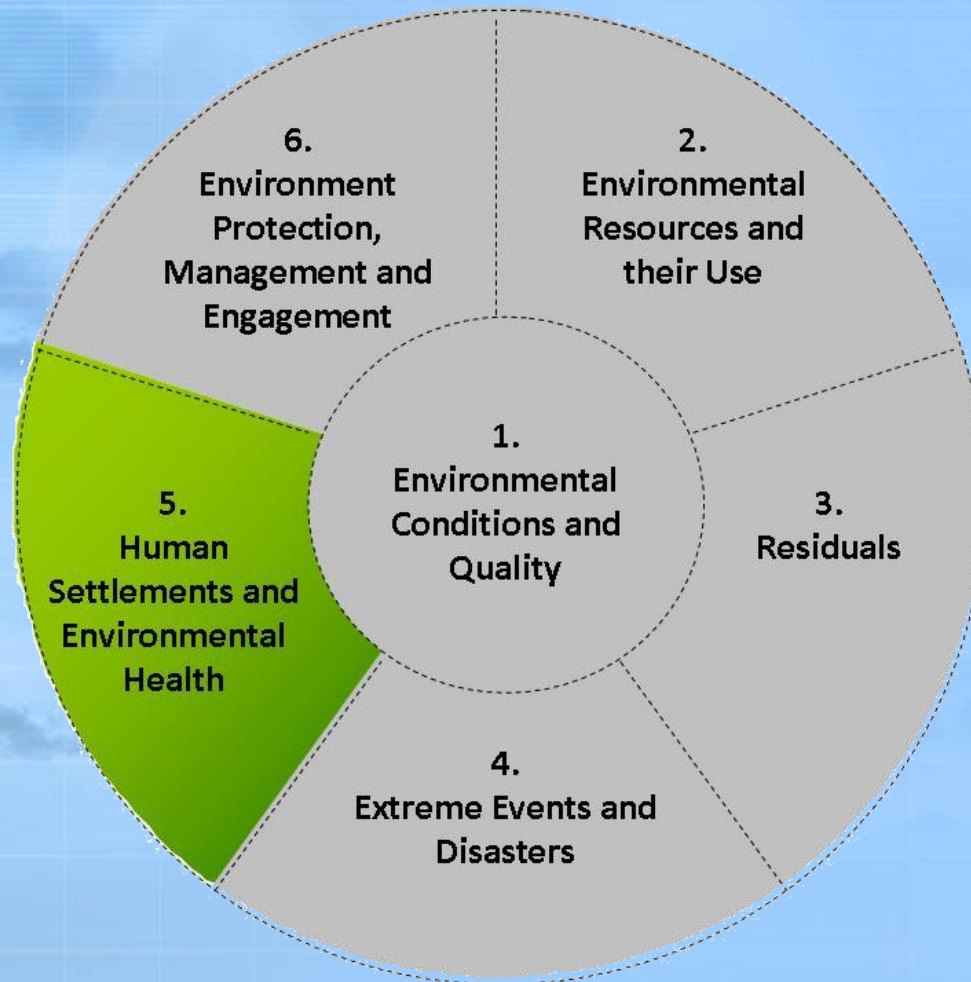 1.
Environmental
Conditions and
Quality
2.
Environmental
Resources and
their Use
3.
Residuals
4.
Extreme Events and
Disasters
5.
Human
Settlements and
Environmental
Health
6.
Environment
Protection,
Management and
Engagement